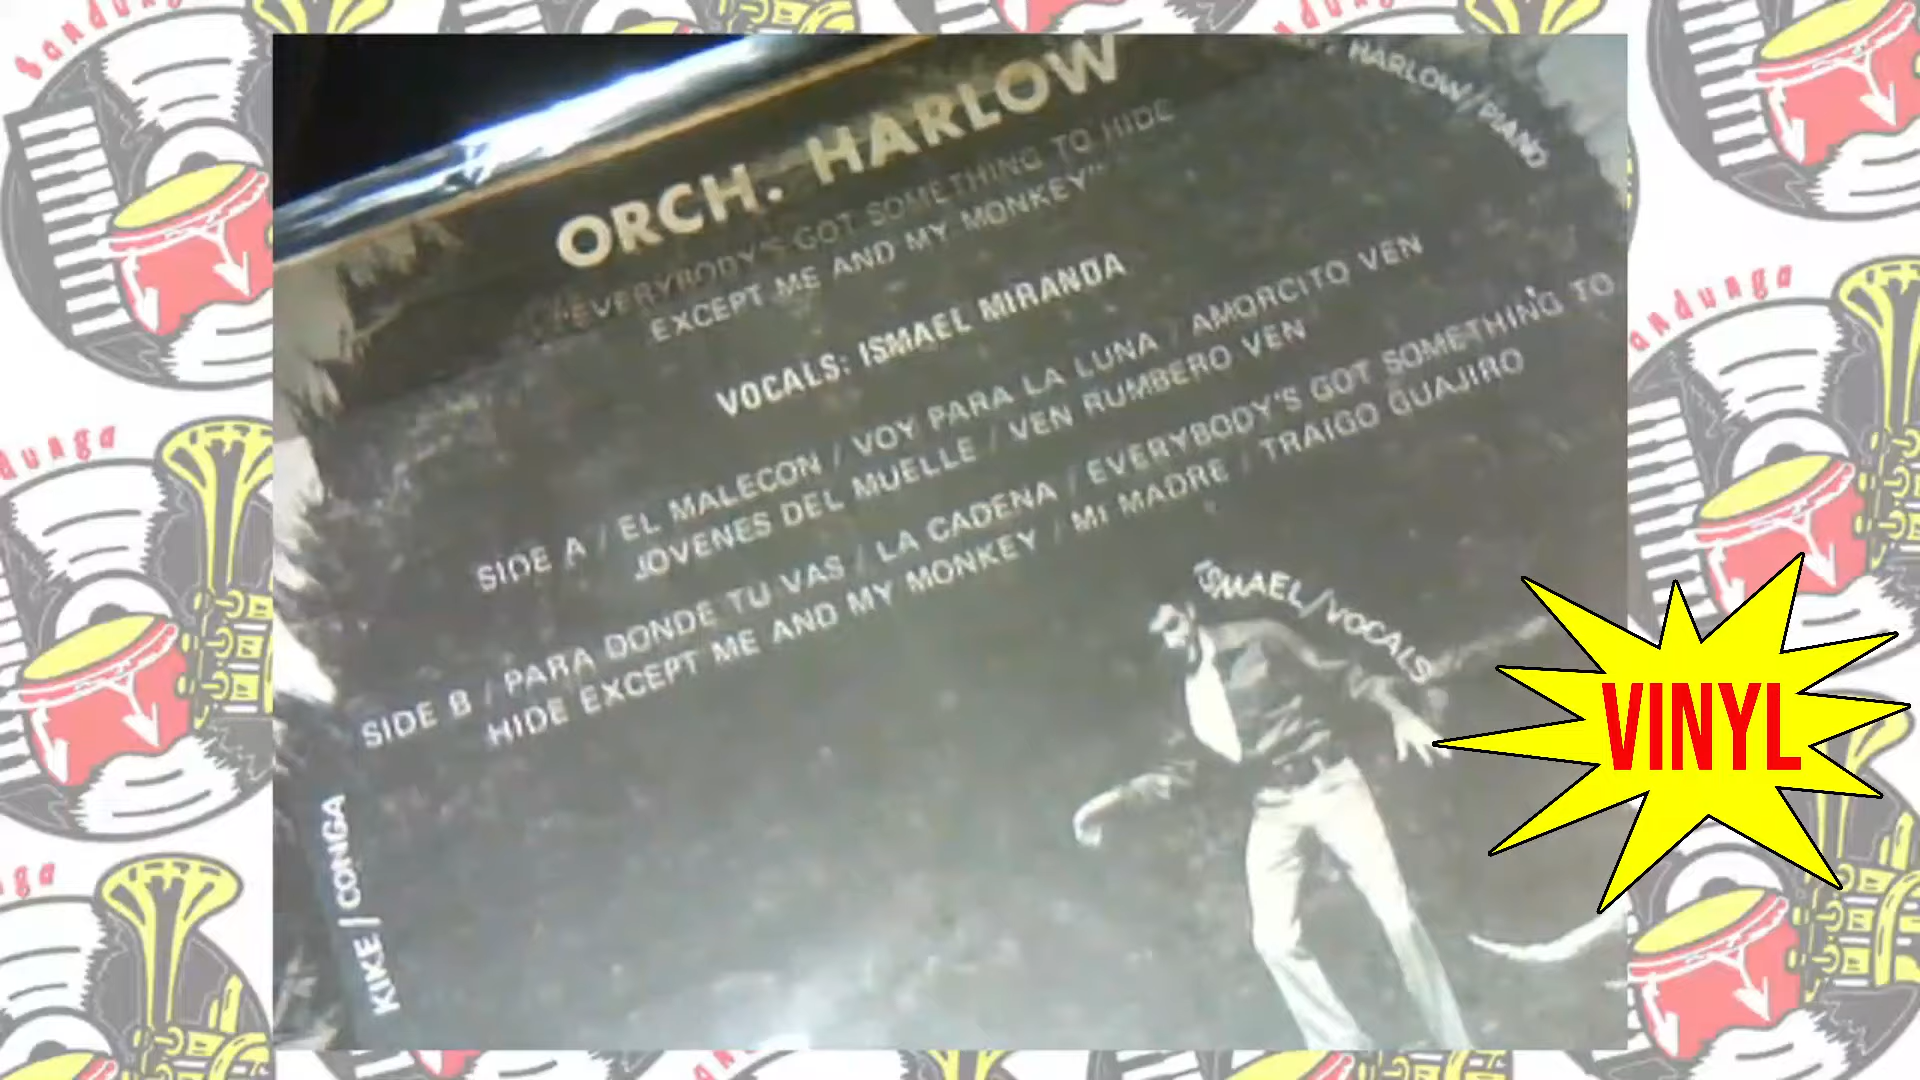 Sandunga
ORCH. HARLOW
"EVERYBODY'S GOT SOMETHING TO HIDE
EXCEPT ME AND MY MONKEY"
HARLOW/PIANO
VOCALS: ISMAEL MIRANDA
SIDE A / EL MALECON / VOY PARA LA LUNA / AMORCITO VEN
JOVENES DEL MUELLE / VEN RUMBERO VEN
SIDE B / PARA DONDE TU VAS / LA CADENA / EVERYBODY'S GOT SOMETHING TO
HIDE EXCEPT ME AND MY MONKEY / MI MADRE / TRAIGO GUAJIRO
ISMAEL/VOCALS
KIKE/CONGA
VINYL
andunga
dunga